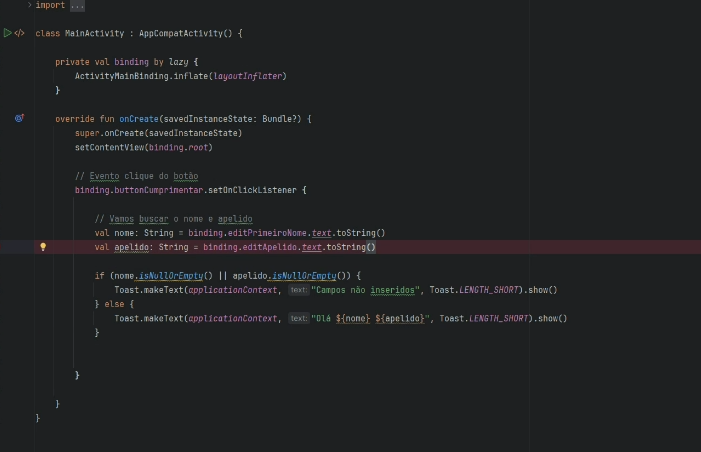 import ...
class MainActivity : AppCompatActivity() {
private val binding by lazy {
ActivityMainBinding.inflate(layoutInflater)
}
override fun onCreate(savedInstanceState: Bundle?) {
super.onCreate(savedInstanceState)
setContentView(binding.root)
// Evento clique do botão
binding.buttonCumprimentar.setOnClickListener {
// Vamos buscar o nome e apelido
val nome: String = binding.editPrimeiroNome.text.toString()
val apelido: String = binding.editApelido.text.toString()
if (nome.isNullOrEmpty() || apelido.isNullOrEmpty()) {
Toast.makeText(applicationContext, text: "Campos não inseridos", Toast.LENGTH_SHORT).show()
} else {
Toast.makeText(applicationContext, text: "Olá ${nome} ${apelido}", Toast.LENGTH_SHORT).show()
}
}
}
}